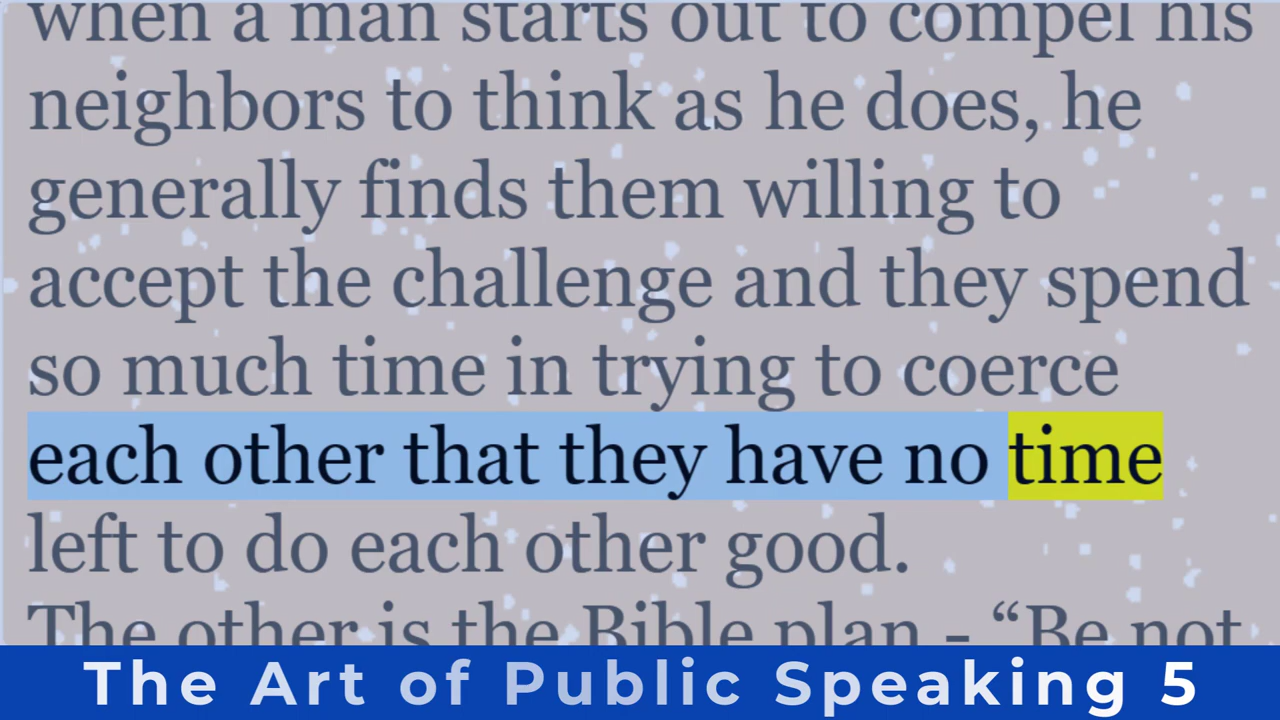 when a man starts out to compel his
neighbors to think as he does, he
generally finds them willing to
accept the challenge and they spend
so much time in trying to coerce
each other that they have no time
left to do each other good.
The other is the Bible plan - “Be not
The Art of Public Speaking 5